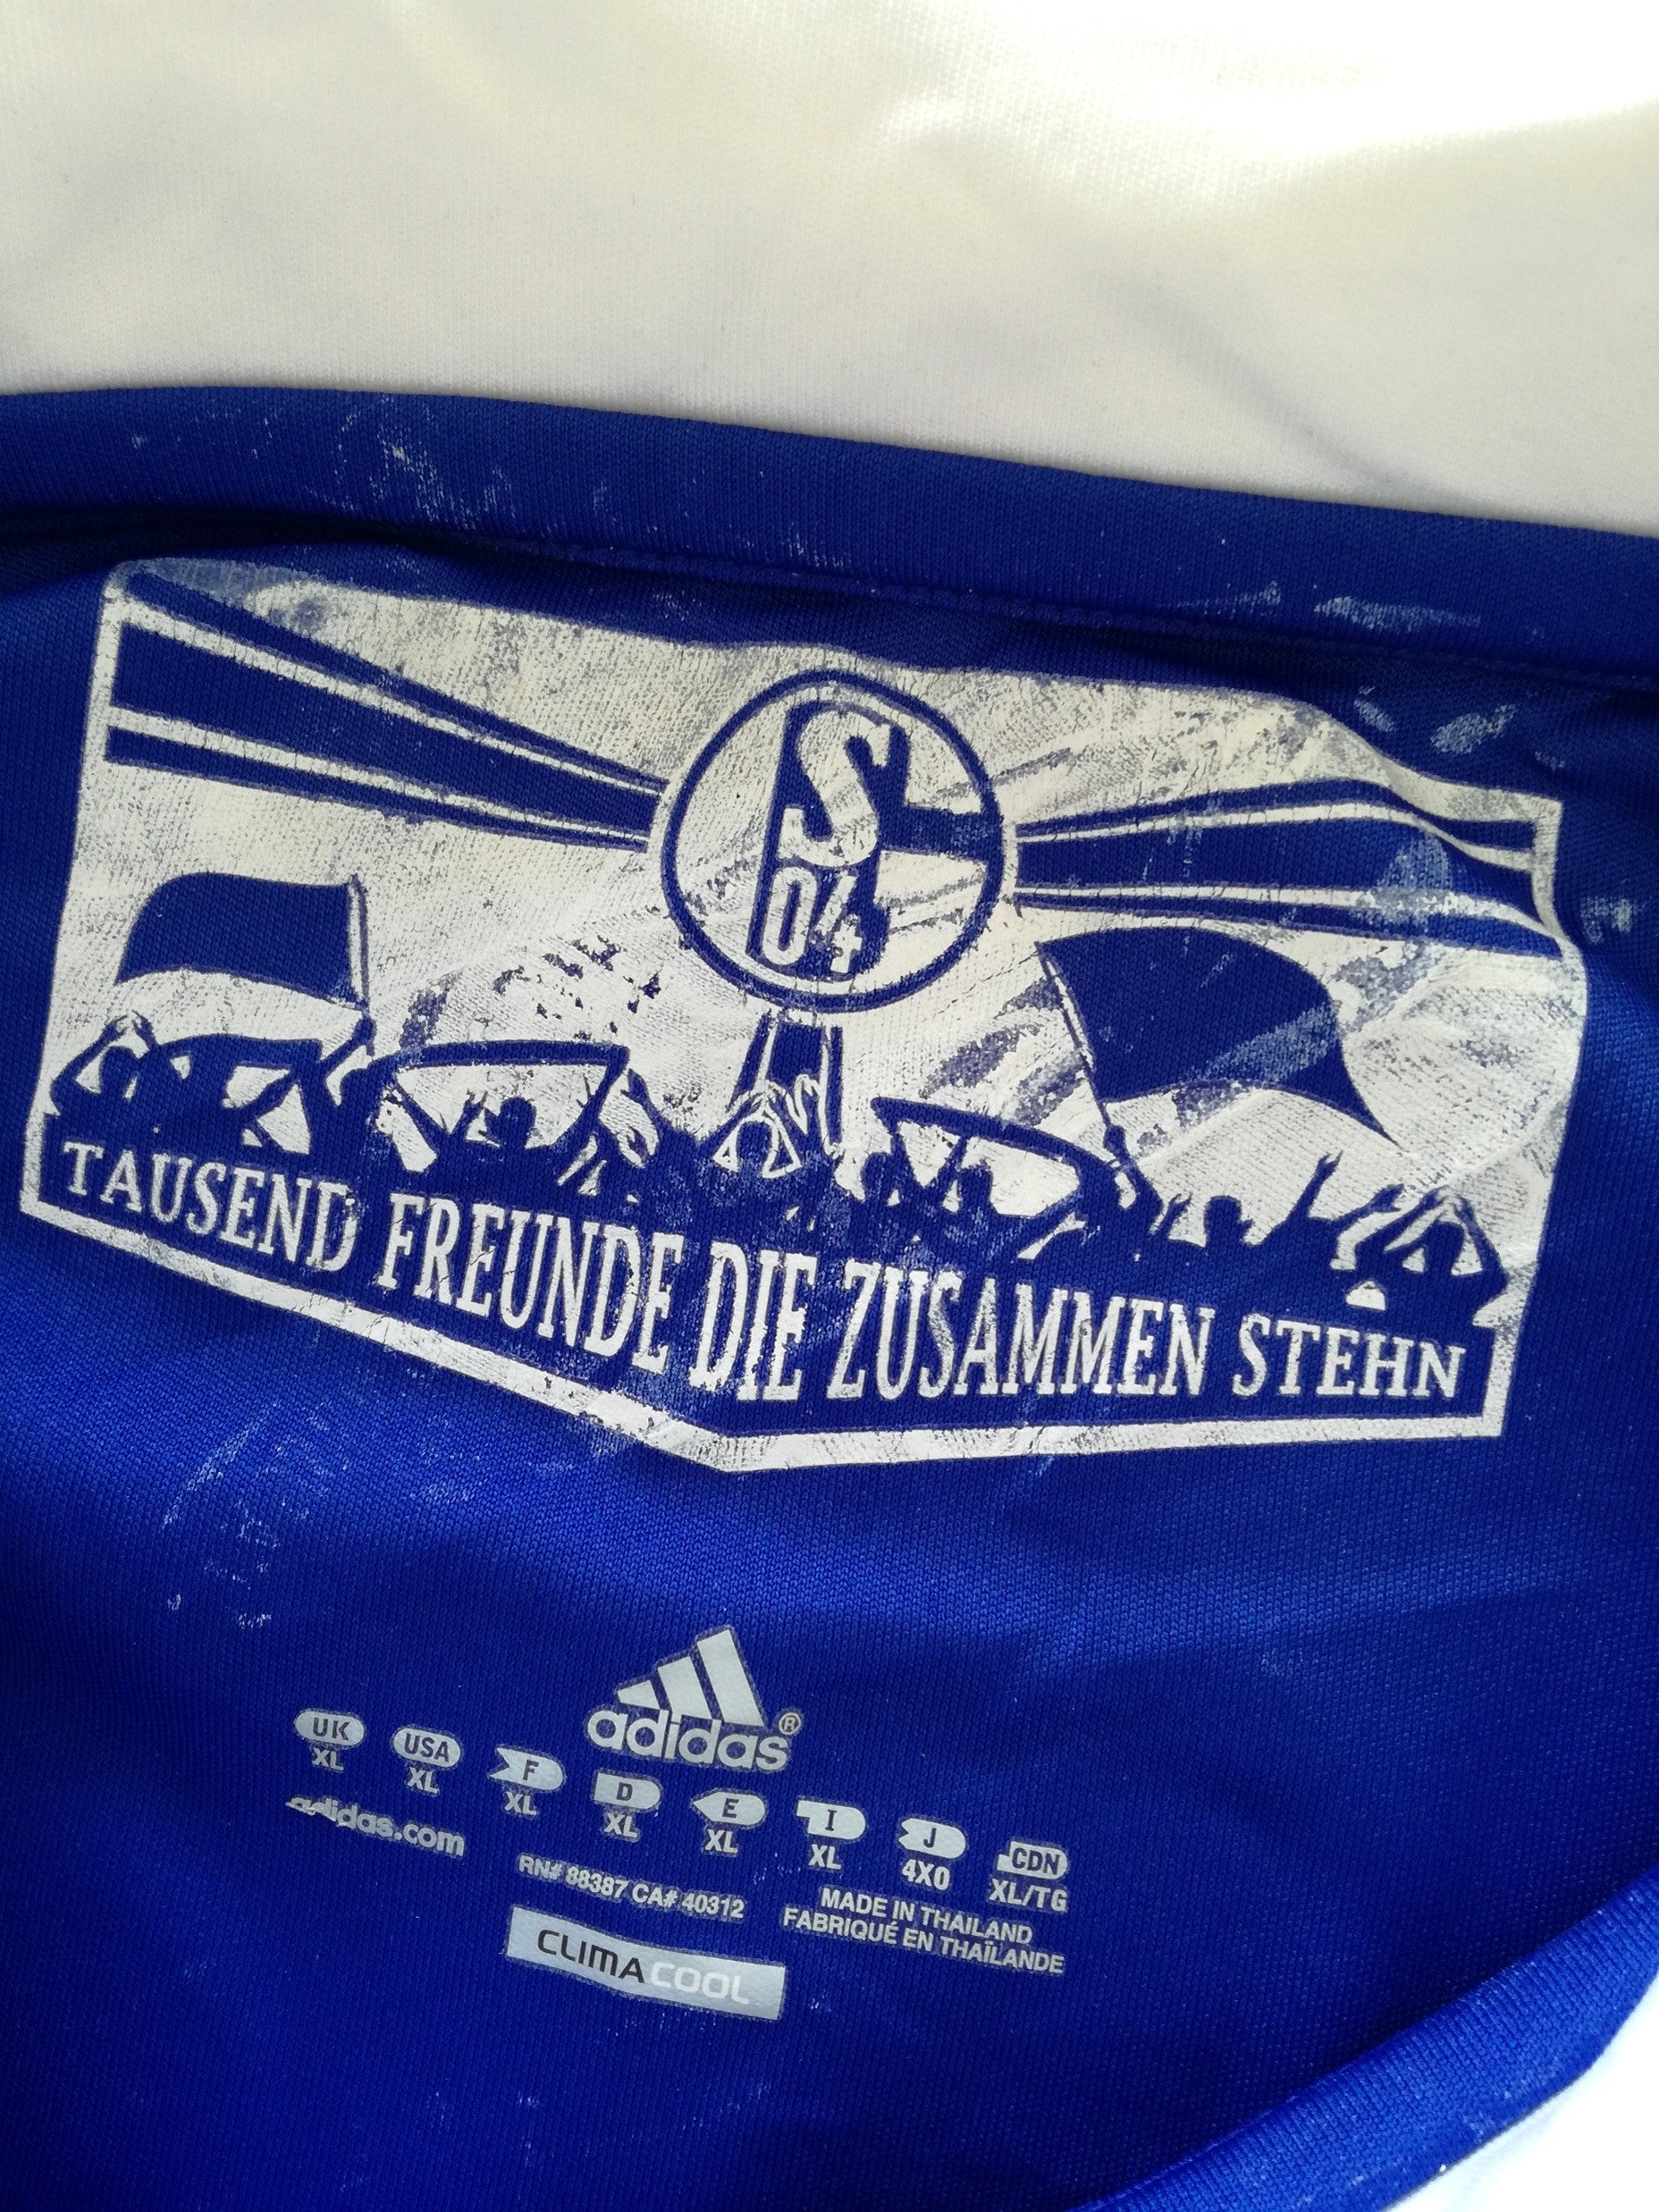 S
04
TAUSEND FREUNDE DIE ZUSAMMEN STEHN
adidas®
UK USA F D E I J CDN
XL XL XL XL XL XL 4XO XL/TG
adidas.com
RN# 88387 CA# 40312
MADE IN THAILAND
FABRIQUÉ EN THAÏLANDE
CLIMACOOL